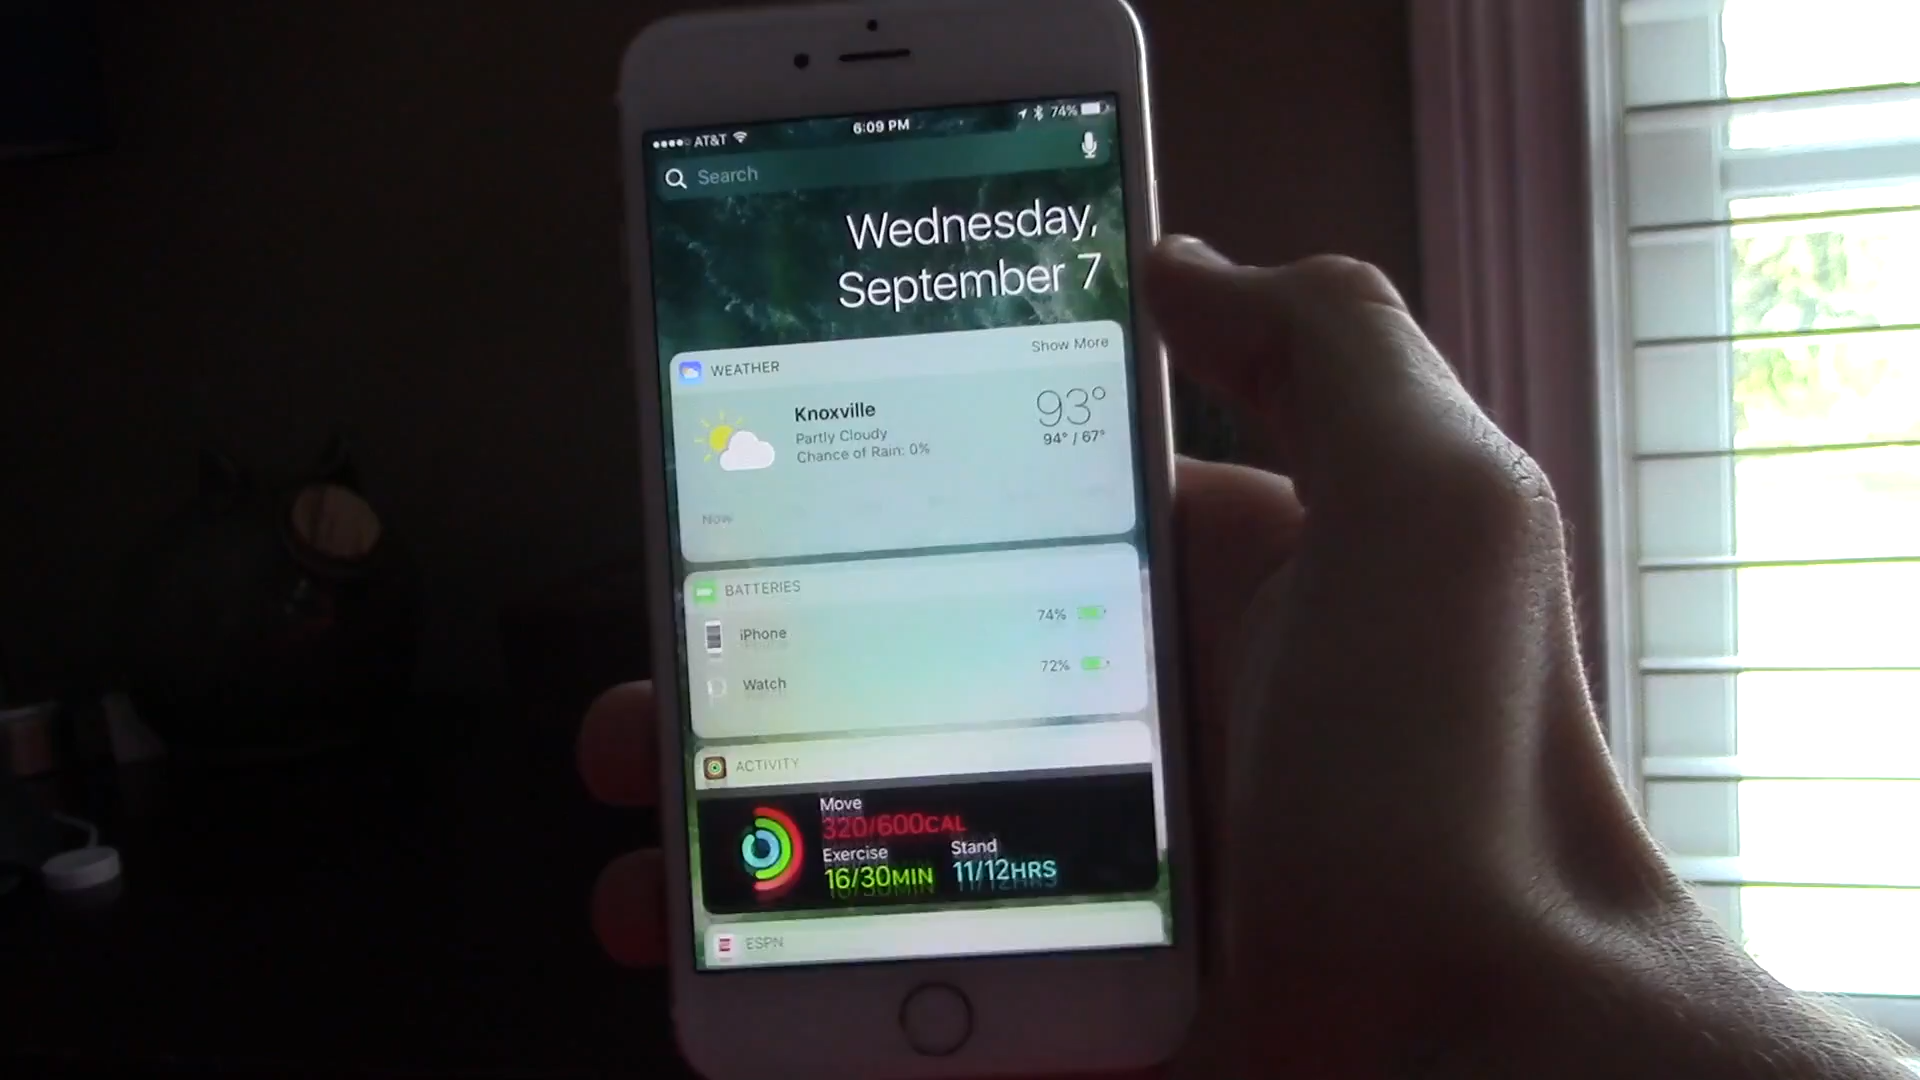 AT&T 6:09 PM 74%
Search
Wednesday,
September 7
WEATHER Show More
Knoxville 93°
Partly Cloudy 94° / 67°
Chance of Rain: 0%
Now
BATTERIES
iPhone 74%
Watch 72%
ACTIVITY
Move
320/600CAL
Exercise Stand
16/30MIN 11/12HRS
ESPN